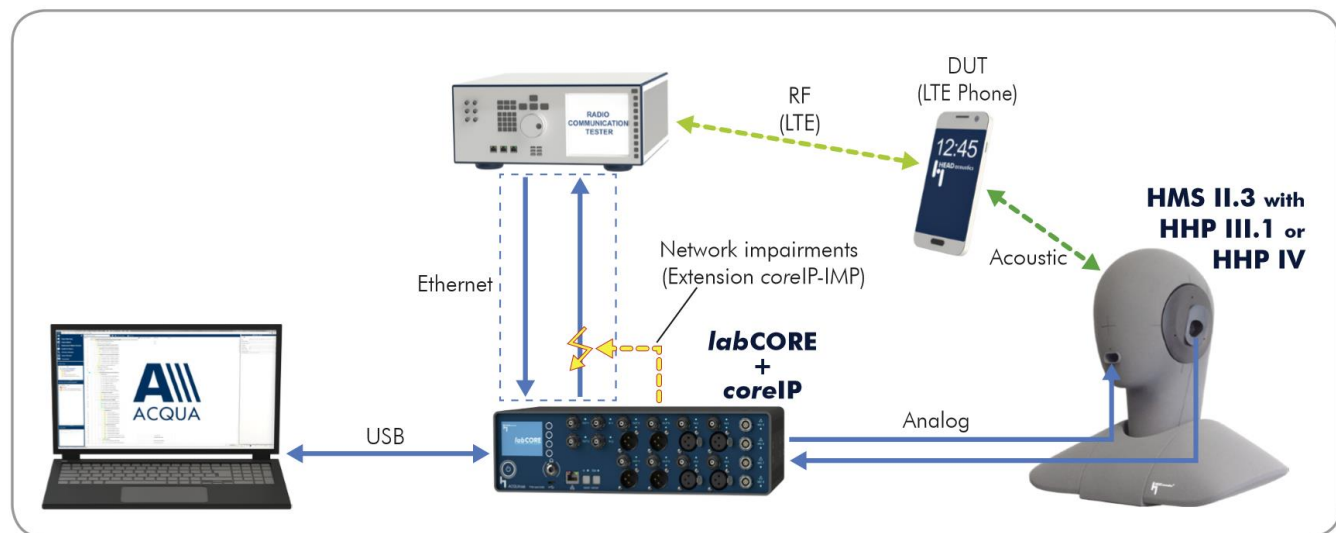 RADIO
COMMUNICATION
TESTER
RF
(LTE)
DUT
(LTE Phone)
12:45
HEAD acoustics
HMS II.3 with
HHP III.1 or
HHP IV
Acoustic
Network impairments
(Extension coreIP-IMP)
Ethernet
labCORE
+
coreIP
ACQUA
USB
labCORE
Analog